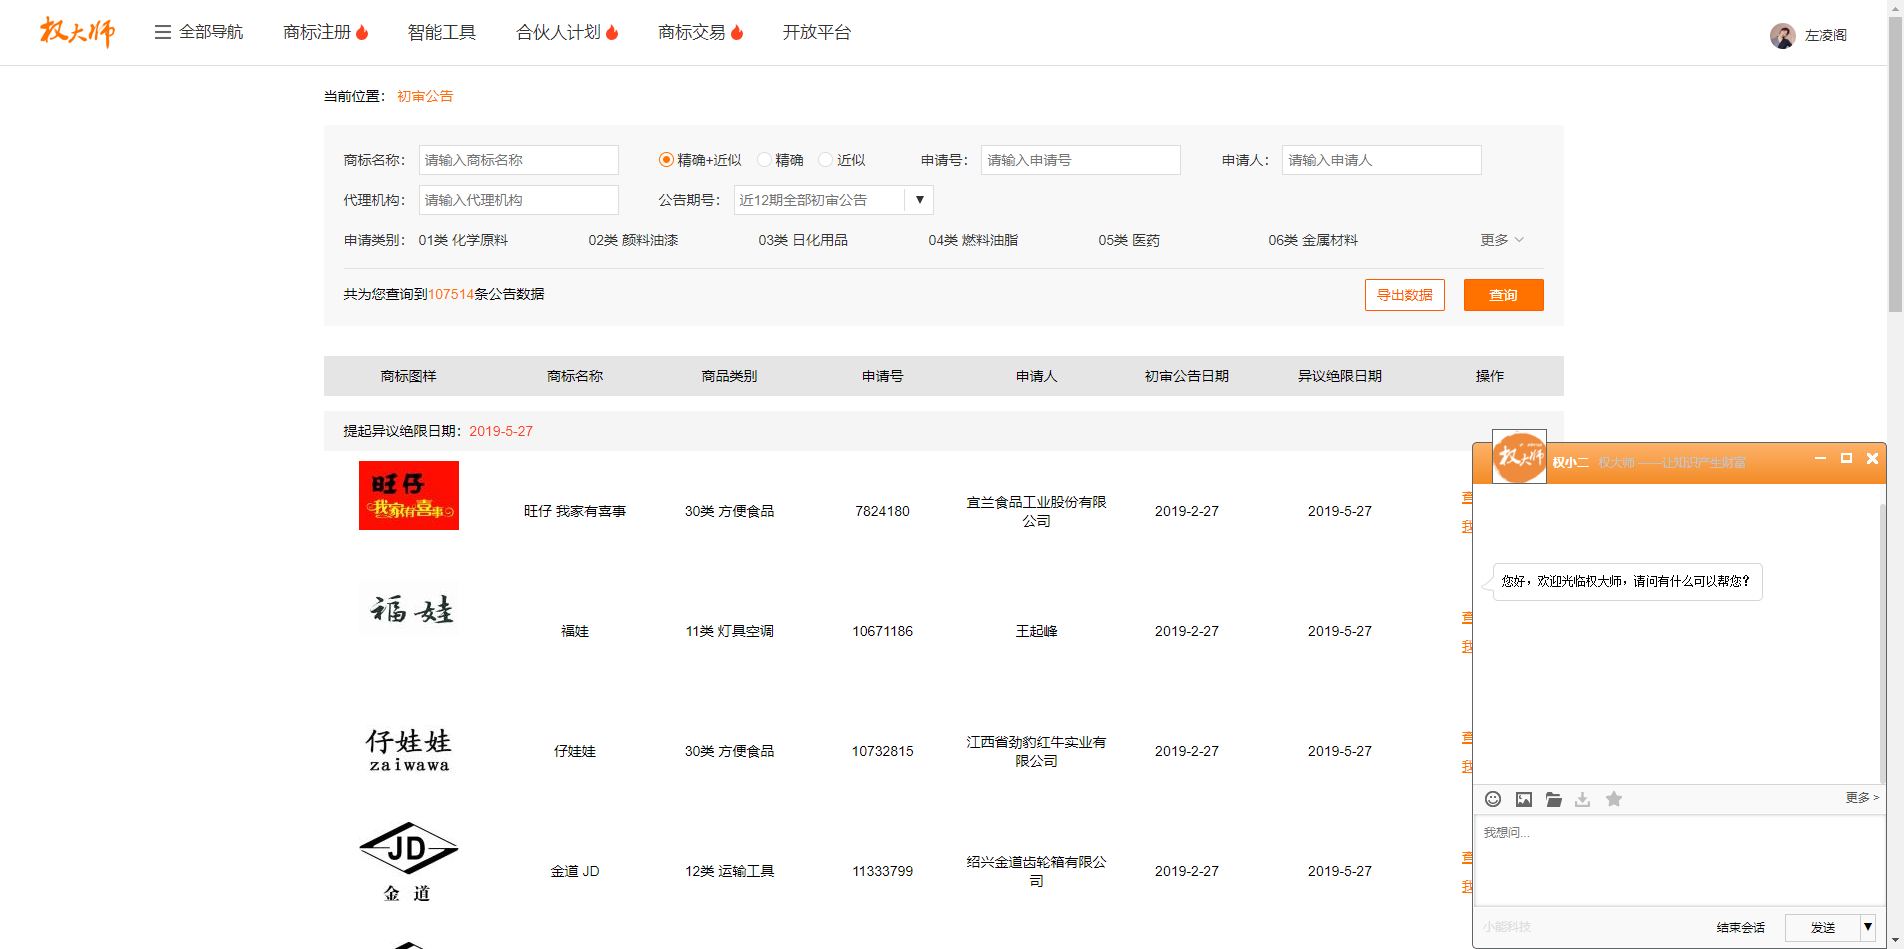 权大师 全部导航 商标注册 智能工具 合伙人计划 商标交易 开放平台 左凌阁
当前位置： 初审公告
商标名称： 请输入商标名称 精确+近似 精确 近似 申请号： 请输入申请号 申请人： 请输入申请人
代理机构： 请输入代理机构 公告期号： 近12期全部初审公告
申请类别： 01类 化学原料 02类 颜料油漆 03类 日化用品 04类 燃料油脂 05类 医药 06类 金属材料 更多
共为您查询到107514条公告数据 导出数据 查询
商标图样 商标名称 商品类别 申请号 申请人 初审公告日期 异议绝限日期 操作
提起异议绝限日期：2019-5-27
旺仔
我家有喜事
旺仔 我家有喜事 30类 方便食品 7824180 宜兰食品工业股份有限
公司 2019-2-27 2019-5-27
福娃
福娃 11类 灯具空调 10671186 王起峰 2019-2-27 2019-5-27
仔娃娃
zaiwawa
仔娃娃 30类 方便食品 10732815 江西省劲豹红牛实业有
限公司 2019-2-27 2019-5-27
JD
金道
金道 JD 12类 运输工具 11333799 绍兴金道齿轮箱有限公
司 2019-2-27 2019-5-27
权大师 权小二 权大师 ——让知识产生财富
您好，欢迎光临权大师，请问有什么可以帮您？
更多 >
我想问...
小能科技 结束会话 发送